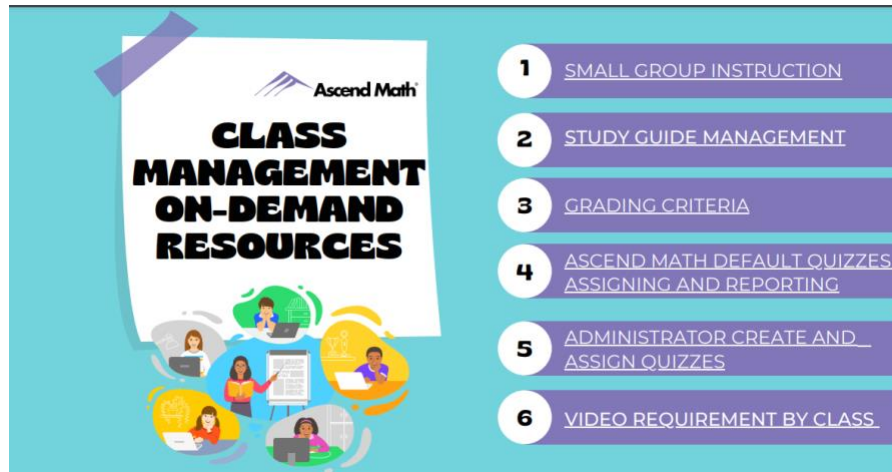 Ascend Math
CLASS
MANAGEMENT
ON-DEMAND
RESOURCES
1 SMALL GROUP INSTRUCTION
2 STUDY GUIDE MANAGEMENT
3 GRADING CRITERIA
4 ASCEND MATH DEFAULT QUIZZES
ASSIGNING AND REPORTING
5 ADMINISTRATOR CREATE AND
ASSIGN QUIZZES
6 VIDEO REQUIREMENT BY CLASS